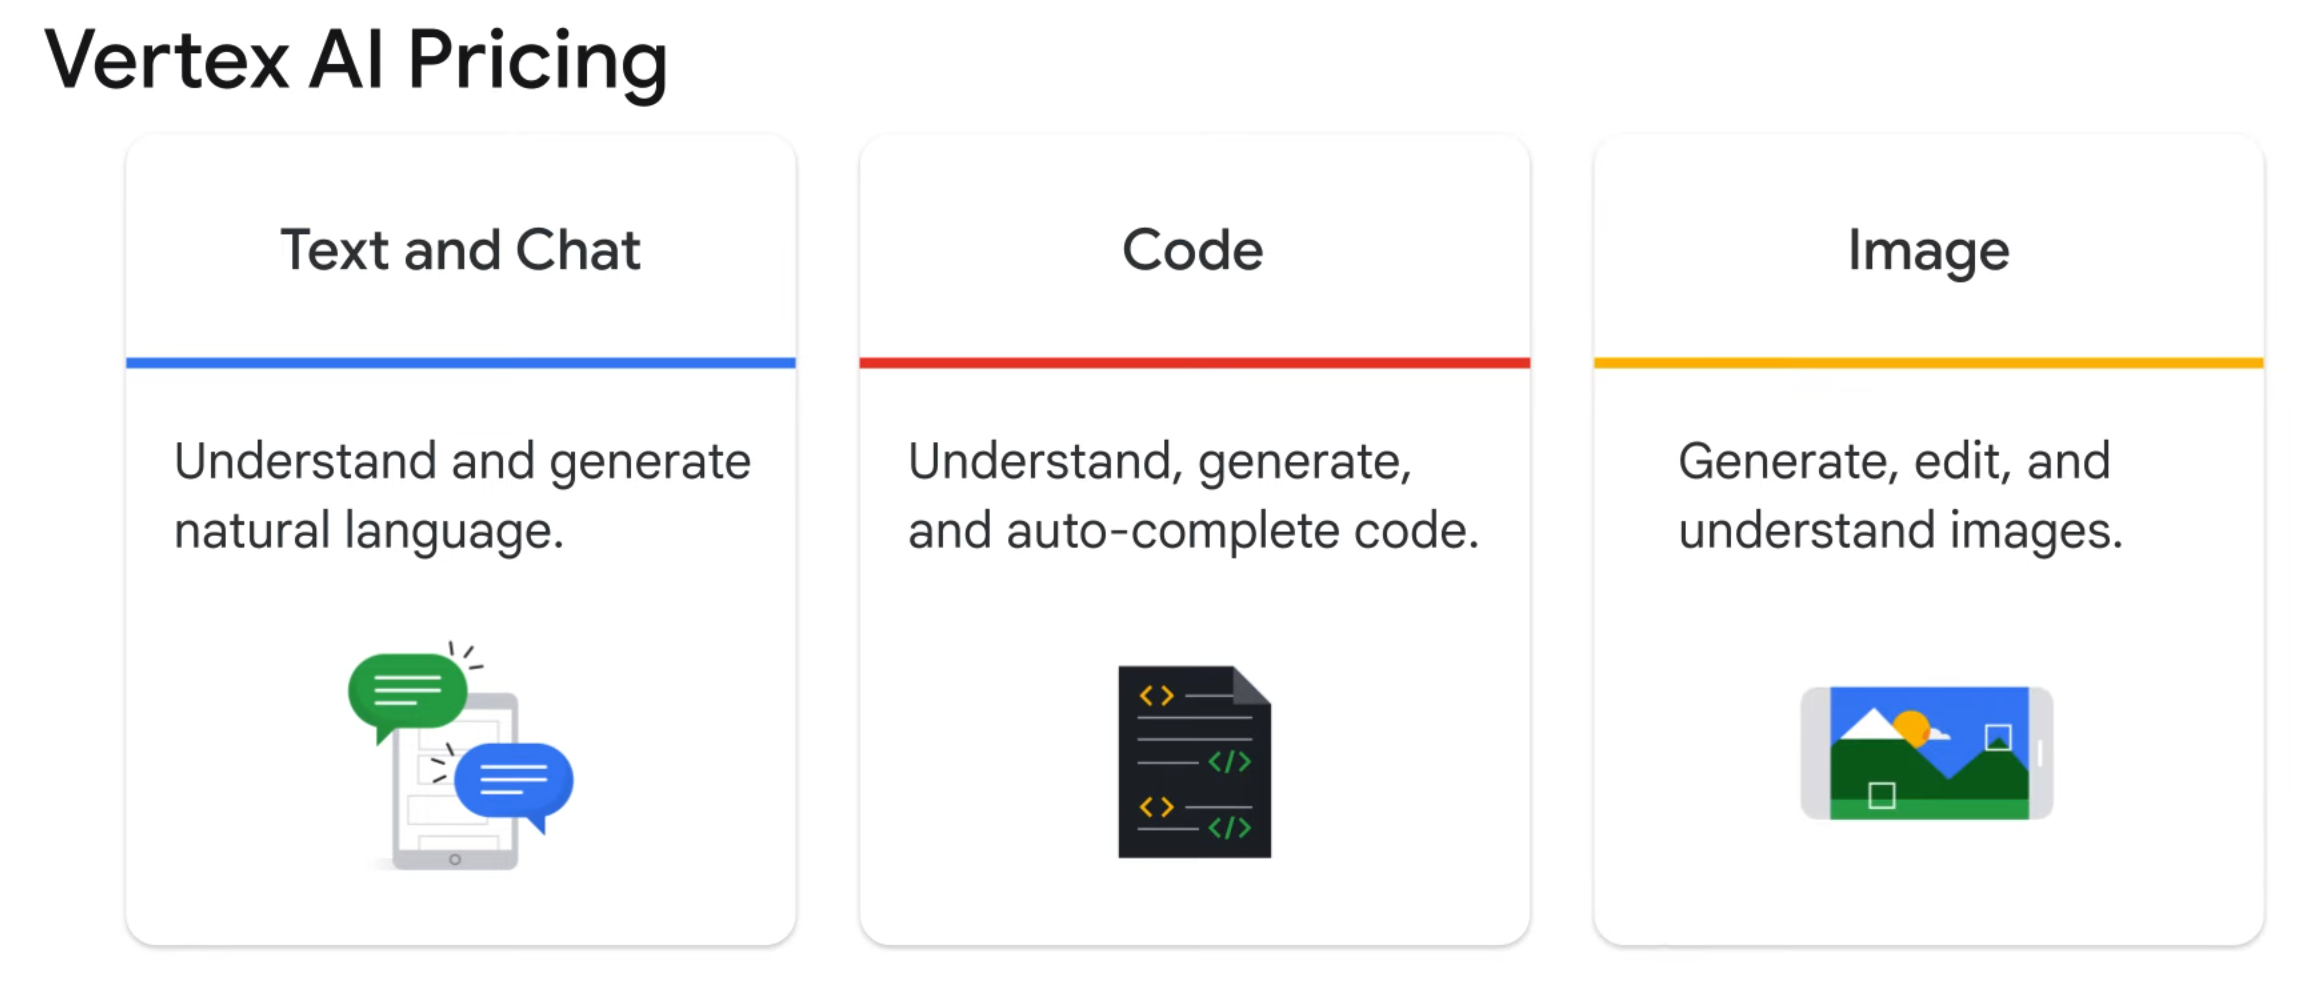 Vertex AI Pricing
Text and Chat
Understand and generate
natural language.
Code
Understand, generate,
and auto-complete code.
Image
Generate, edit, and
understand images.